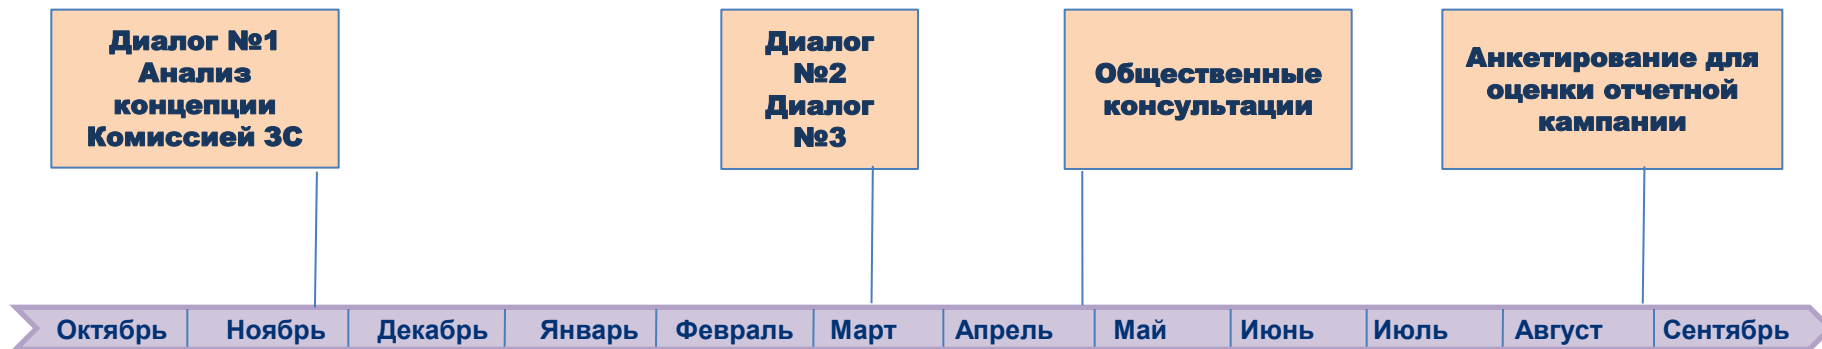 Диалог №1
Анализ
концепции
Комиссией ЗС
Диалог
№2
Диалог
№3
Общественные
консультации
Анкетирование для
оценки отчетной
кампании
Октябрь Ноябрь Декабрь Январь Февраль Март Апрель Май Июнь Июль Август Сентябрь